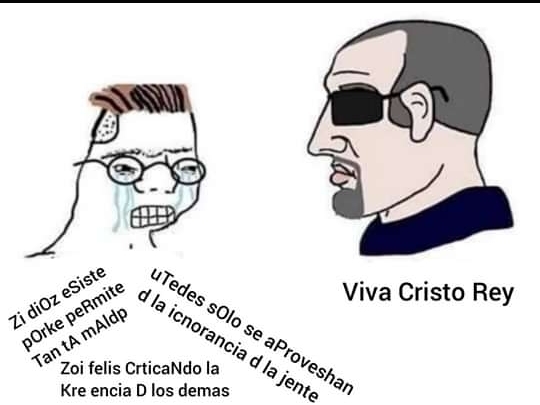 Zi diOz eSiste
pOrke peRmite
Tan tA mAldp
uTedes sOlo se aProveshan
d la icnorancia d la jente
Zoi felis CrticaNdo la
Kre encia D los demas
Viva Cristo Rey